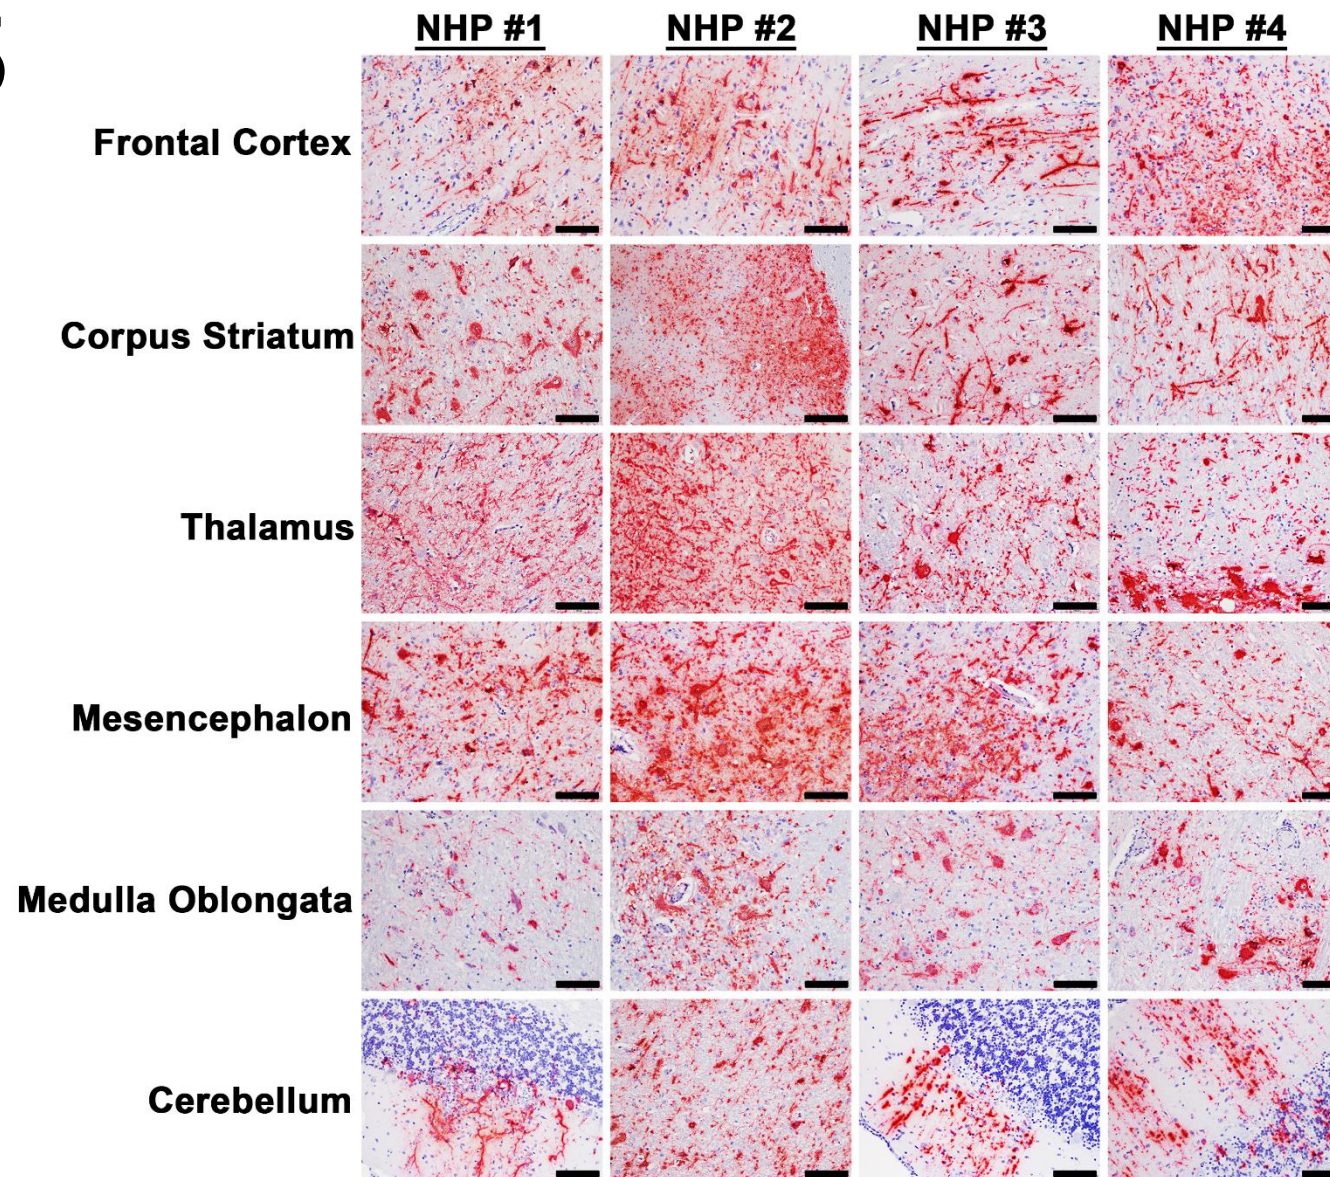 NHP #1 NHP #2 NHP #3 NHP #4
Frontal Cortex
Corpus Striatum
Thalamus
Mesencephalon
Medulla Oblongata
Cerebellum